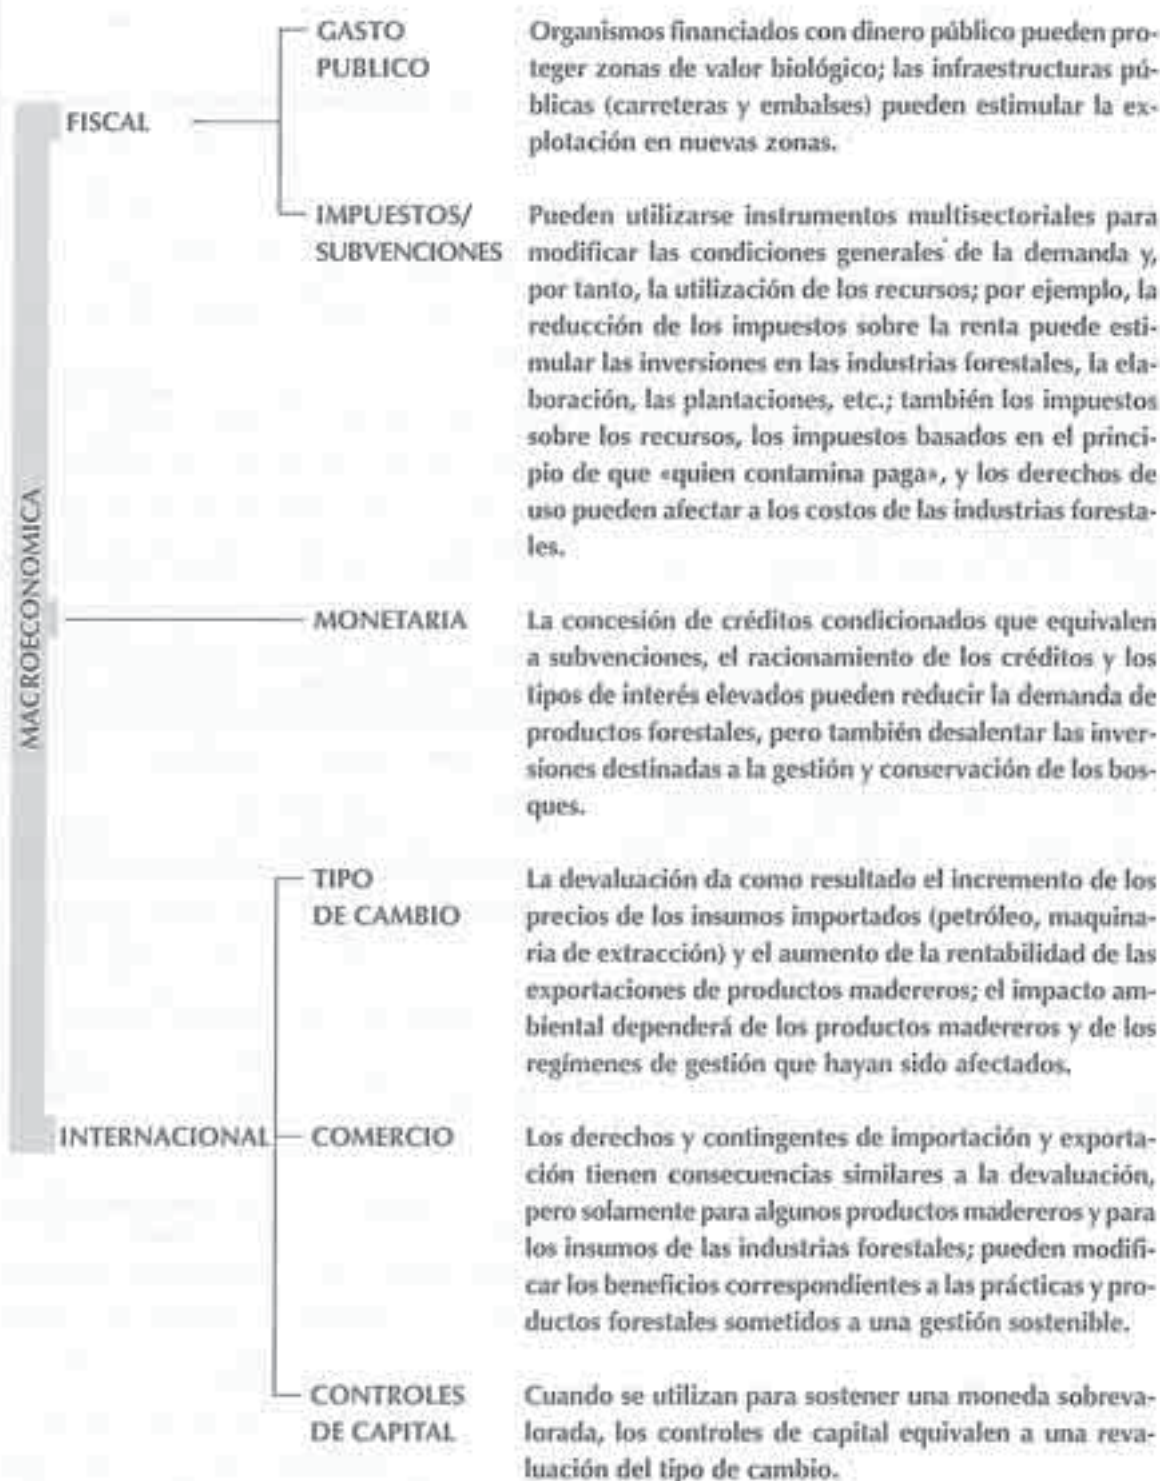 MACROECONOMICA
FISCAL
GASTO
PUBLICO
Organismos financiados con dinero público pueden pro-
teger zonas de valor biológico; las infraestructuras pú-
blicas (carreteras y embalses) pueden estimular la ex-
plotación en nuevas zonas.
IMPUESTOS/
SUBVENCIONES
Pueden utilizarse instrumentos multisectoriales para
modificar las condiciones generales de la demanda y,
por tanto, la utilización de los recursos; por ejemplo, la
reducción de los impuestos sobre la renta puede esti-
mular las inversiones en las industrias forestales, la ela-
boración, las plantaciones, etc.; también los impuestos
sobre los recursos, los impuestos basados en el princi-
pio de que «quien contamina paga», y los derechos de
uso pueden afectar a los costos de las industrias foresta-
les.
MONETARIA
La concesión de créditos condicionados que equivalen
a subvenciones, el racionamiento de los créditos y los
tipos de interés elevados pueden reducir la demanda de
productos forestales, pero también desalentar las inver-
siones destinadas a la gestión y conservación de los bos-
ques.
INTERNACIONAL
TIPO
DE CAMBIO
La devaluación da como resultado el incremento de los
precios de los insumos importados (petróleo, maquina-
ria de extracción) y el aumento de la rentabilidad de las
exportaciones de productos madereros; el impacto am-
biental dependerá de los productos madereros y de los
regímenes de gestión que hayan sido afectados.
COMERCIO
Los derechos y contingentes de importación y exporta-
ción tienen consecuencias similares a la devaluación,
pero solamente para algunos productos madereros y para
los insumos de las industrias forestales; pueden modifi-
car los beneficios correspondientes a las prácticas y pro-
ductos forestales sometidos a una gestión sostenible.
CONTROLES
DE CAPITAL
Cuando se utilizan para sostener una moneda sobreva-
lorada, los controles de capital equivalen a una reva-
luación del tipo de cambio.